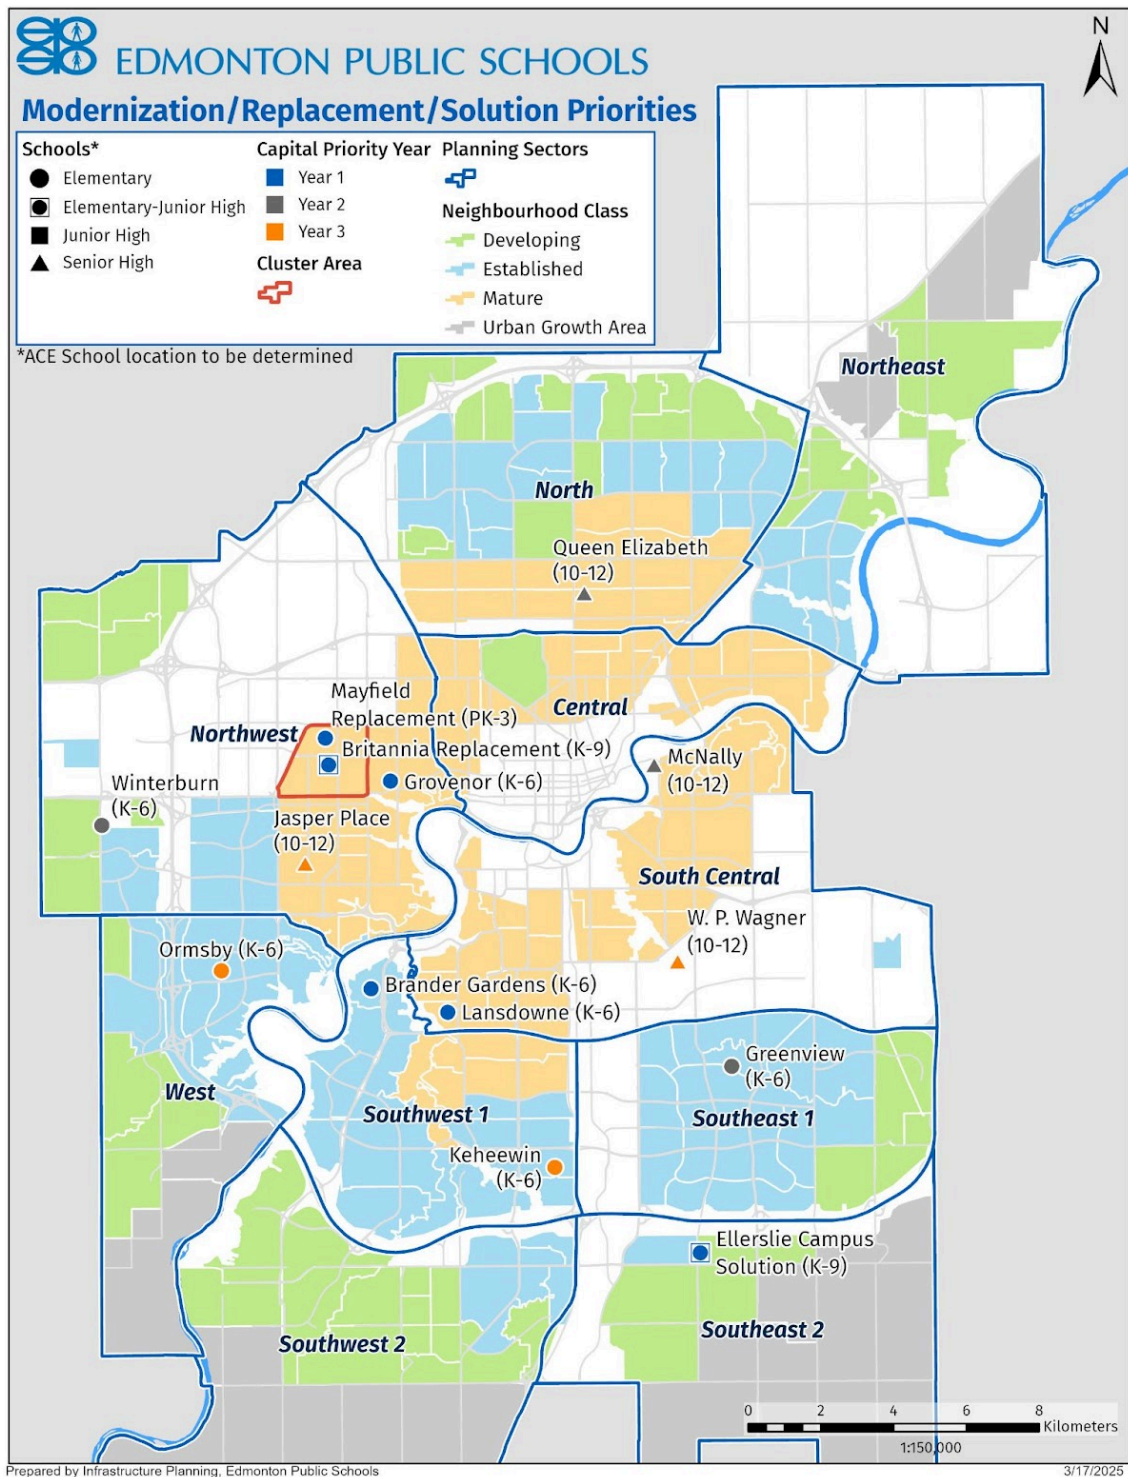 EDMONTON PUBLIC SCHOOLS
N
Modernization/Replacement/Solution Priorities
Schools*
Elementary
Elementary-Junior High
Junior High
Senior High
Capital Priority Year
Year 1
Year 2
Year 3
Cluster Area
Planning Sectors
Neighbourhood Class
Developing
Established
Mature
Urban Growth Area
*ACE School location to be determined
Northeast
North
Queen Elizabeth
(10-12)
Mayfield
Replacement (PK-3)
Northwest
Central
Britannia Replacement (K-9)
McNally
(10-12)
Grovenor (K-6)
Winterburn
(K-6)
Jasper Place
(10-12)
South Central
W. P. Wagner
(10-12)
Ormsby (K-6)
Brander Gardens (K-6)
Lansdowne (K-6)
Greenview
(K-6)
West
Southwest 1
Southeast 1
Keheewin
(K-6)
Ellerslie Campus
Solution (K-9)
Southwest 2
Southeast 2
0 2 4 6 8
Kilometers
1:150,000
Prepared by Infrastructure Planning, Edmonton Public Schools
3/17/2025